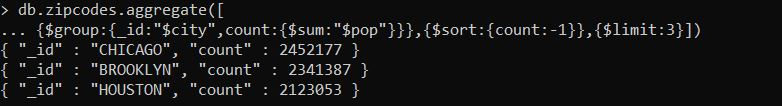 > db.zipcodes.aggregate([
... {$group:{_id:"$city",count:{$sum:"$pop"}}},{$sort:{count:-1}},{$limit:3}])
{ "_id" : "CHICAGO", "count" : 2452177 }
{ "_id" : "BROOKLYN", "count" : 2341387 }
{ "_id" : "HOUSTON", "count" : 2123053 }